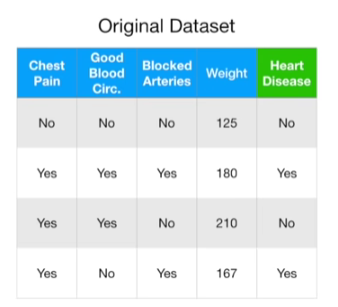 Original Dataset
Chest Pain Good Blood Circ. Blocked Arteries Weight Heart Disease
No No No 125 No
Yes Yes Yes 180 Yes
Yes Yes No 210 No
Yes No Yes 167 Yes